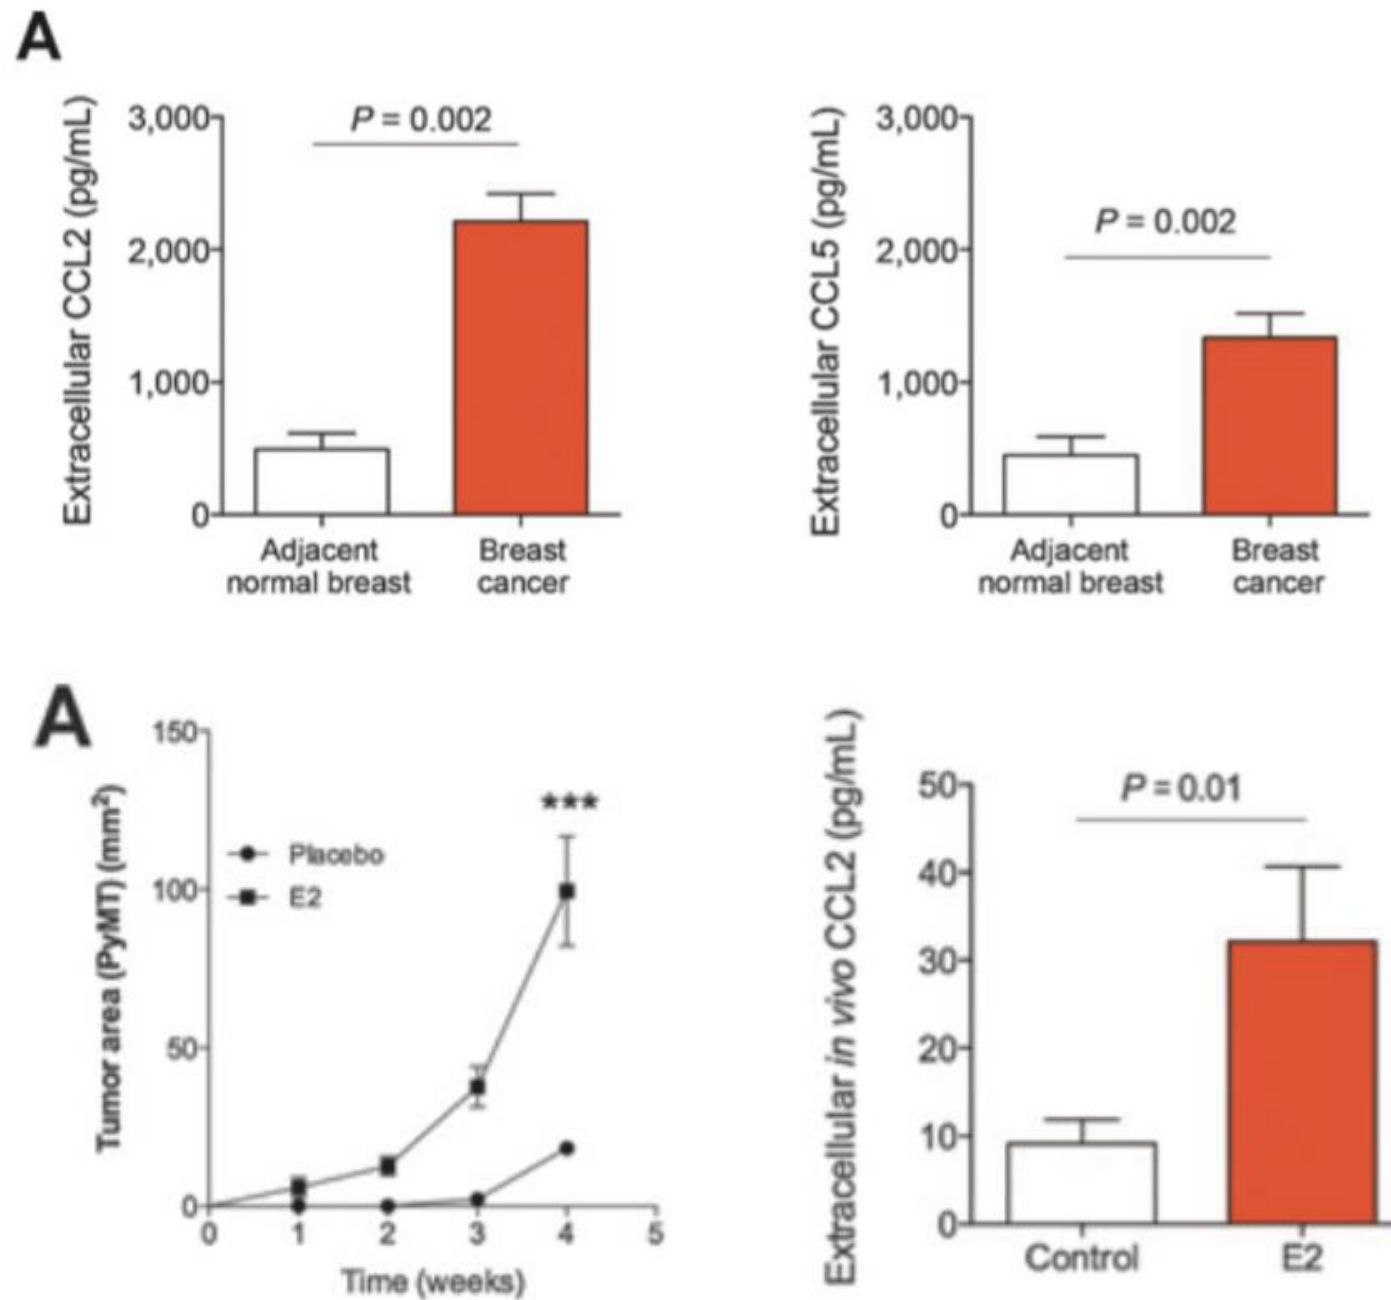 A
Extracellular CCL2 (pg/mL)
3,000
2,000
1,000
0
P = 0.002
Adjacent
normal breast
Breast
cancer
Extracellular CCL5 (pg/mL)
3,000
2,000
1,000
0
P = 0.002
Adjacent
normal breast
Breast
cancer
A
Tumor area (PyMT) (mm²)
150
100
50
0
***
Placebo
E2
0 1 2 3 4 5
Time (weeks)
Extracellular in vivo CCL2 (pg/mL)
50
40
30
20
10
0
P = 0.01
Control
E2